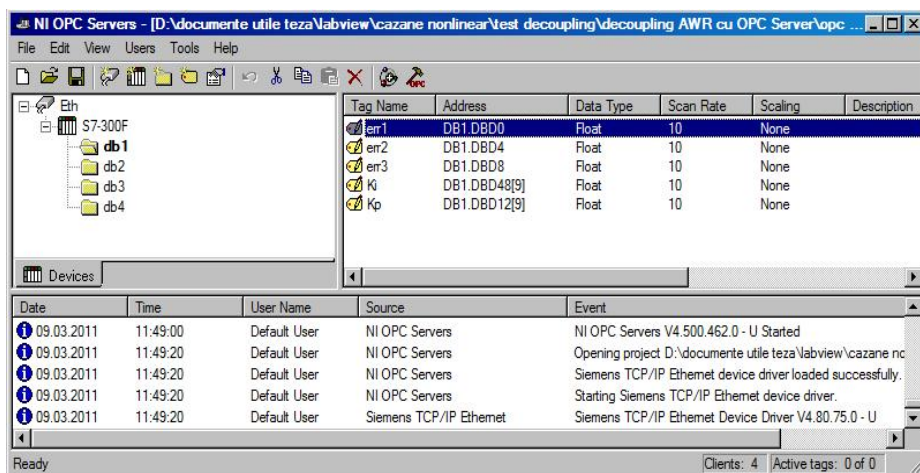 NI OPC Servers - [D:\documente utile teza\labview\cazane nonlinear\test decoupling\decoupling AWR cu OPC Server\opc ...
File Edit View Users Tools Help
Eth
S7-300F
db1
db2
db3
db4
Devices
Tag Name Address Data Type Scan Rate Scaling Description
err1 DB1.DBD0 Float 10 None
err2 DB1.DBD4 Float 10 None
err3 DB1.DBD8 Float 10 None
Ki DB1.DBD48[9] Float 10 None
Kp DB1.DBD12[9] Float 10 None
Date Time User Name Source Event
09.03.2011 11:49:00 Default User NI OPC Servers NI OPC Servers V4.500.462.0 - U Started
09.03.2011 11:49:20 Default User NI OPC Servers Opening project D:\documente utile teza\labview\cazane nc
09.03.2011 11:49:20 Default User NI OPC Servers Siemens TCP/IP Ethernet device driver loaded successfully.
09.03.2011 11:49:20 Default User NI OPC Servers Starting Siemens TCP/IP Ethernet device driver.
09.03.2011 11:49:20 Default User Siemens TCP/IP Ethernet Siemens TCP/IP Ethernet Device Driver V4.80.75.0 - U
Ready Clients: 4 Active tags: 0 of 0